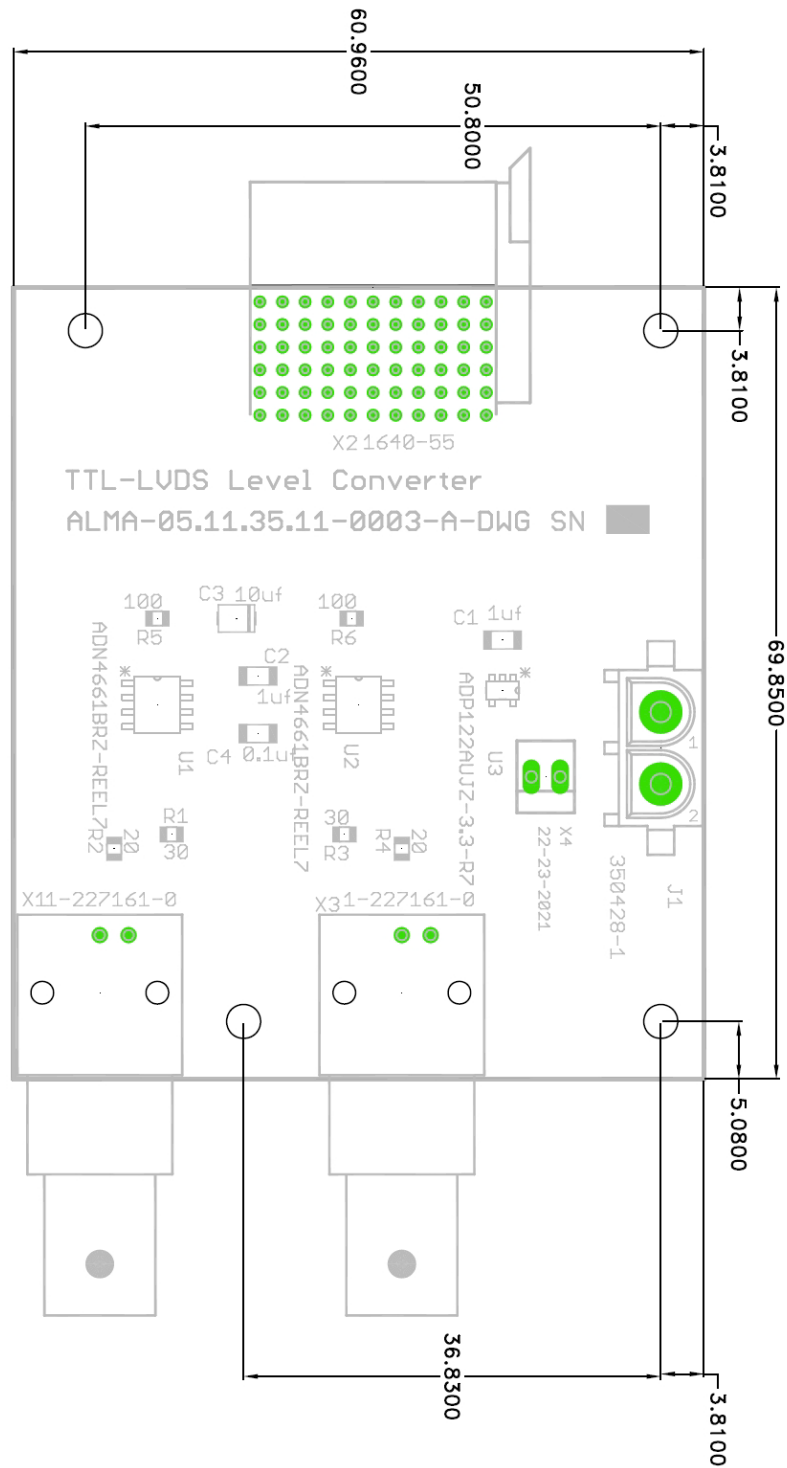 60.9600
50.8000
3.8100
3.8100
X2 1640-55
TTL-LVDS Level Converter
ALMA-05.11.35.11-0003-A-DWG SN
69.8500
100
R5
C3 10uf
100
R6
C1 1uf
ADN4661BRZ-REEL7
*
U1
C2
1uf
C4 0.1uf
ADN4661BRZ-REEL7
*
U2
ADP122AUJZ-3.3-R7
*
U3
1
2
J1
350428-1
X4
22-23-2021
R2
20
R1
30
30
R3
R4
20
X1 1-227161-0
X3 1-227161-0
5.0800
36.8300
3.8100